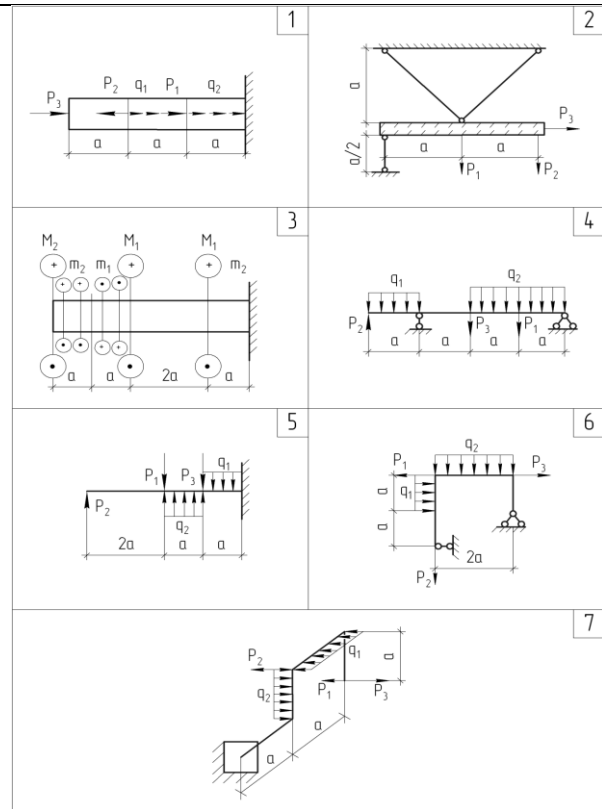 1
P₂ q₁ P₁ q₂
P₃
a a a
2
a
P₃
a/2
a a
P₁ P₂
3
M₂ M₁ M₁
m₂ m₁ m₂
a a 2a a
4
q₁ q₂
P₂ P₃ P₁
a a a a
5
P₁ P₃ q₁
P₂
q₂
2a a a
6
q₂
P₁ P₃
a
q₁
a
2a
P₂
7
q₁
P₂
a
q₂
P₁ P₃
a
a